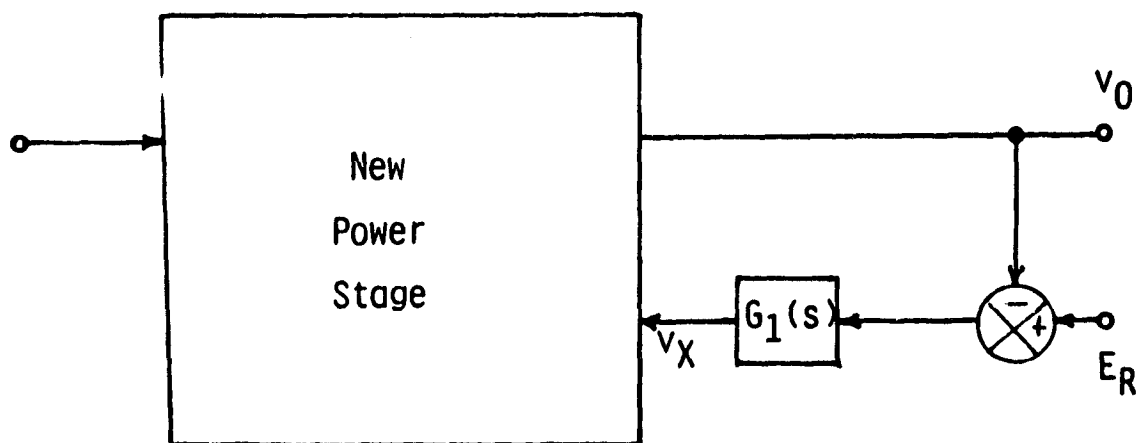 New
Power
Stage
v0
G1(s)
− +
vX
ER